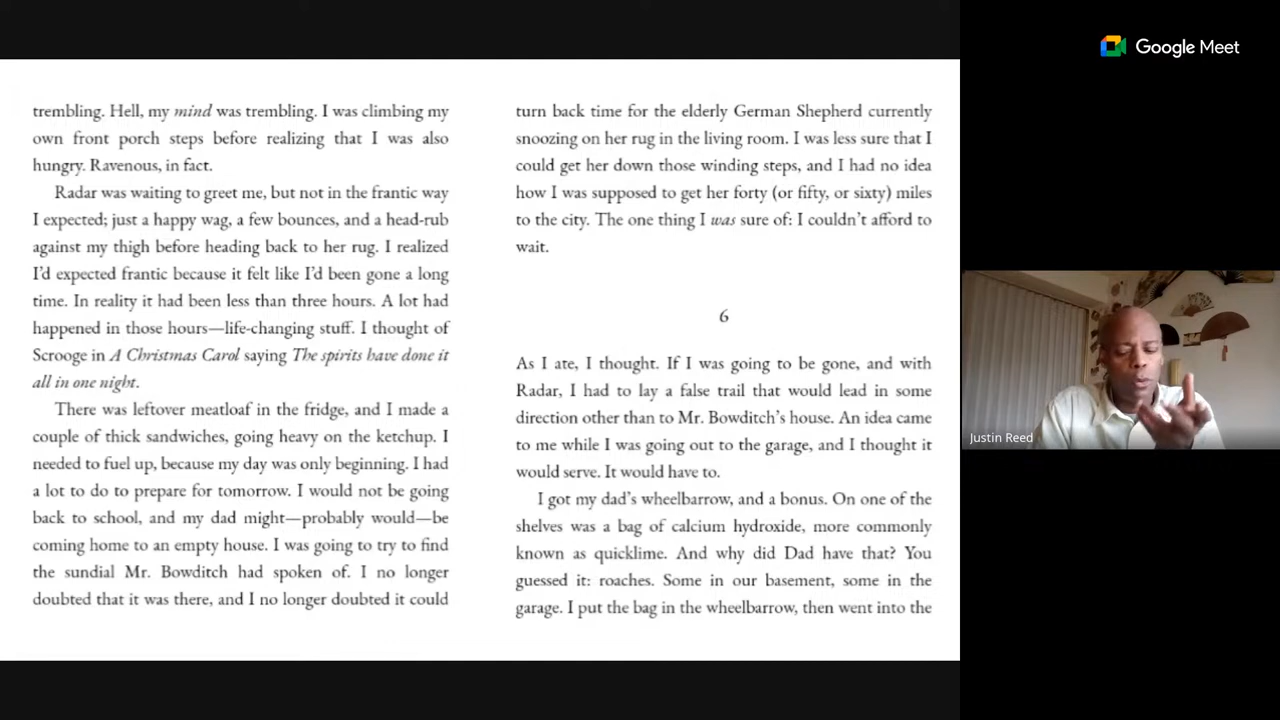 trembling. Hell, my mind was trembling. I was climbing my
own front porch steps before realizing that I was also
hungry. Ravenous, in fact.
Radar was waiting to greet me, but not in the frantic way
I expected; just a happy wag, a few bounces, and a head-rub
against my thigh before heading back to her rug. I realized
I'd expected frantic because it felt like I'd been gone a long
time. In reality it had been less than three hours. A lot had
happened in those hours—life-changing stuff. I thought of
Scrooge in A Christmas Carol saying The spirits have done it
all in one night.
There was leftover meatloaf in the fridge, and I made a
couple of thick sandwiches, going heavy on the ketchup. I
needed to fuel up, because my day was only beginning. I had
a lot to do to prepare for tomorrow. I would not be going
back to school, and my dad might—probably would—be
coming home to an empty house. I was going to try to find
the sundial Mr. Bowditch had spoken of. I no longer
doubted that it was there, and I no longer doubted it could
turn back time for the elderly German Shepherd currently
snoozing on her rug in the living room. I was less sure that I
could get her down those winding steps, and I had no idea
how I was supposed to get her forty (or fifty, or sixty) miles
to the city. The one thing I was sure of: I couldn't afford to
wait.
6
As I ate, I thought. If I was going to be gone, and with
Radar, I had to lay a false trail that would lead in some
direction other than to Mr. Bowditch's house. An idea came
to me while I was going out to the garage, and I thought it
would serve. It would have to.
I got my dad's wheelbarrow, and a bonus. On one of the
shelves was a bag of calcium hydroxide, more commonly
known as quicklime. And why did Dad have that? You
guessed it: roaches. Some in our basement, some in the
garage. I put the bag in the wheelbarrow, then went into the
Google Meet
Justin Reed